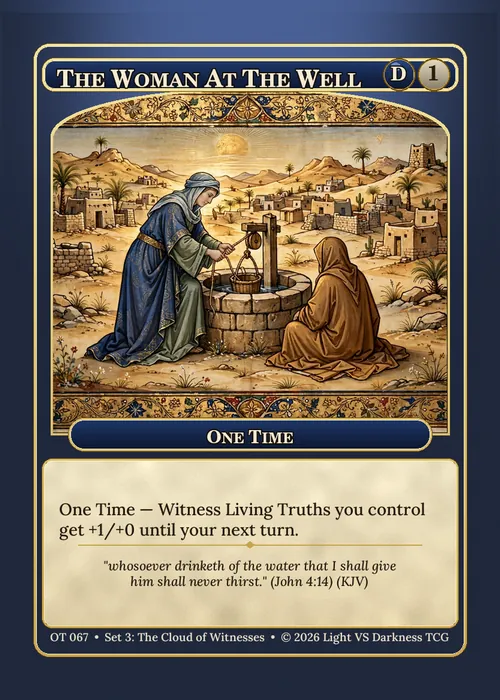 The Woman At The Well
D 1
One Time
One Time — Witness Living Truths you control
get +1/+0 until your next turn.
"whosoever drinketh of the water that I shall give
him shall never thirst." (John 4:14) (KJV)
OT 067 • Set 3: The Cloud of Witnesses • © 2026 Light VS Darkness TCG